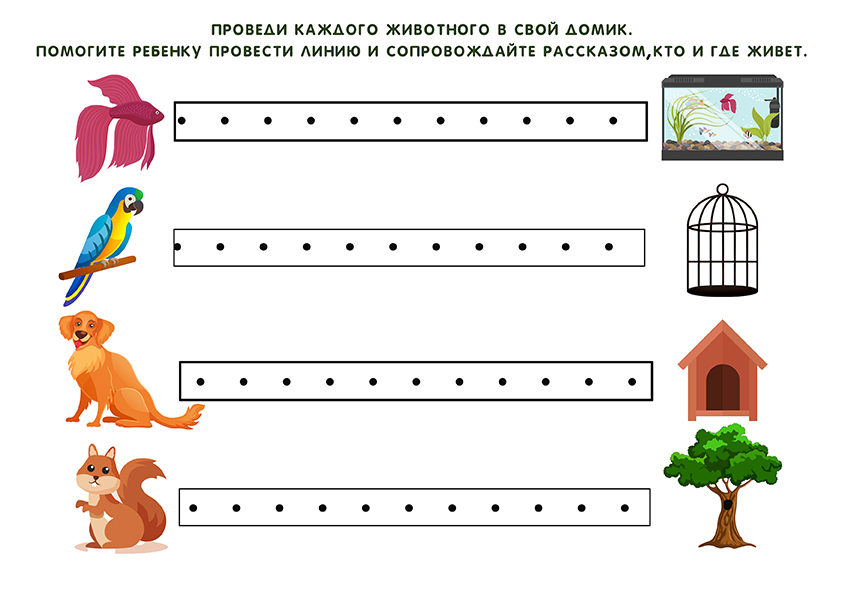 ПРОВЕДИ КАЖДОГО ЖИВОТНОГО В СВОЙ ДОМИК.
ПОМОГИТЕ РЕБЕНКУ ПРОВЕСТИ ЛИНИЮ И СОПРОВОЖДАЙТЕ РАССКАЗОМ,КТО И ГДЕ ЖИВЕТ.